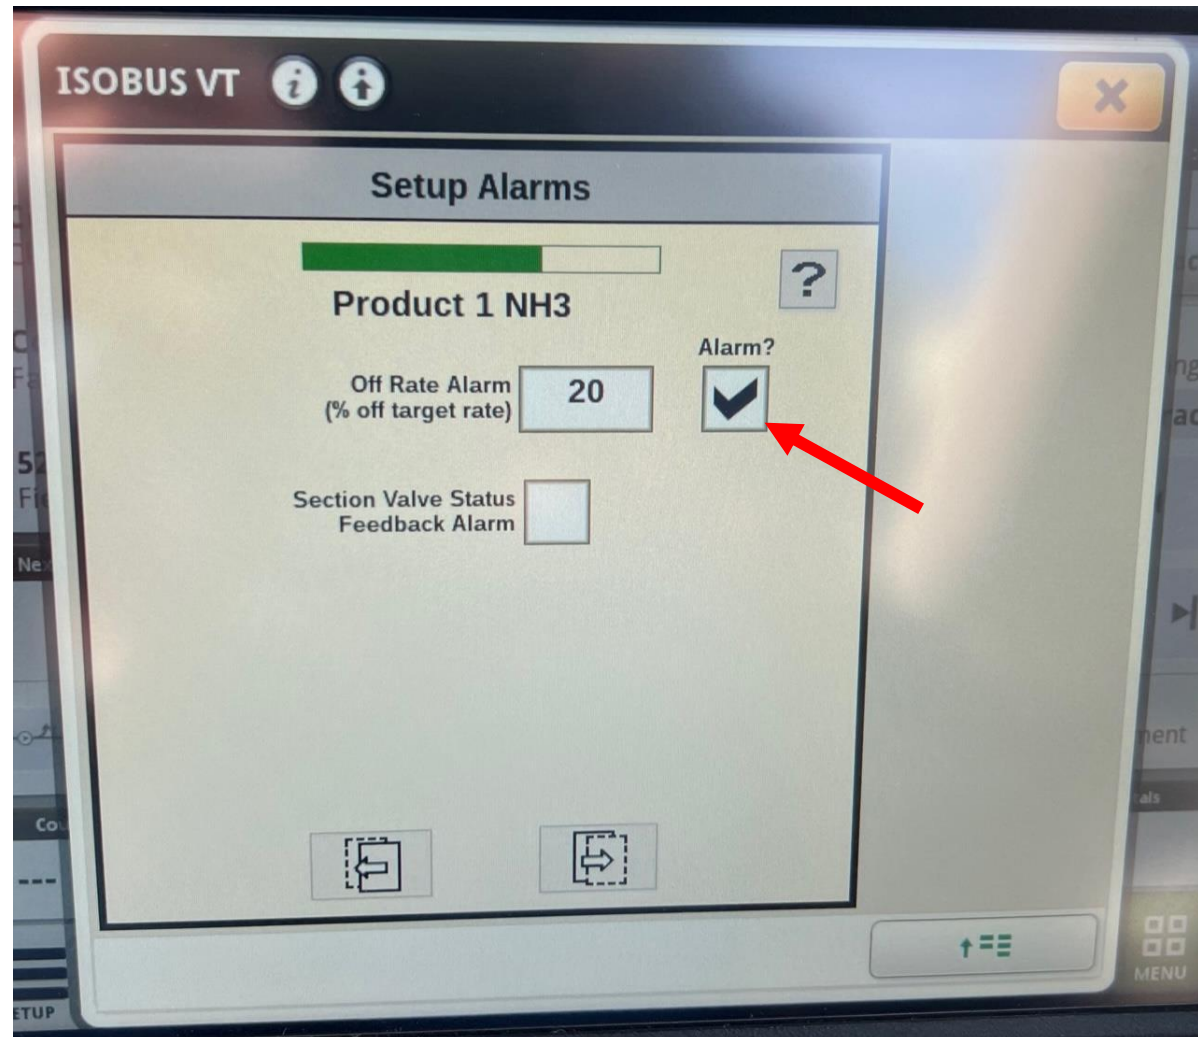 ISOBUS VT
Setup Alarms
?
Product 1 NH3
Alarm?
Off Rate Alarm
(% off target rate)
20
Section Valve Status
Feedback Alarm
MENU